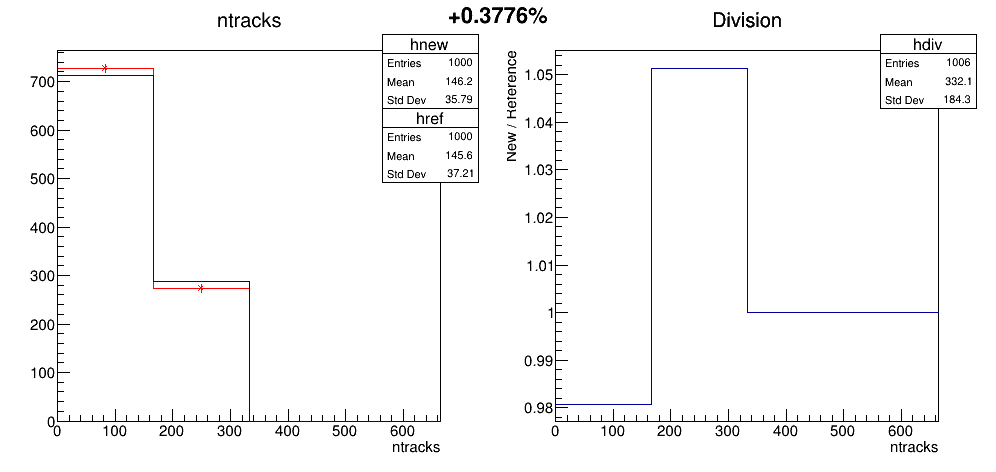 +0.3776%
ntracks
hnew
Entries 1000
Mean 146.2
Std Dev 35.79
href
Entries 1000
Mean 145.6
Std Dev 37.21
700
600
500
400
300
200
100
0
0 100 200 300 400 500 600
ntracks
Division
hdiv
Entries 1006
Mean 332.1
Std Dev 184.3
New / Reference
1.05
1.04
1.03
1.02
1.01
1
0.99
0.98
0 100 200 300 400 500 600
ntracks